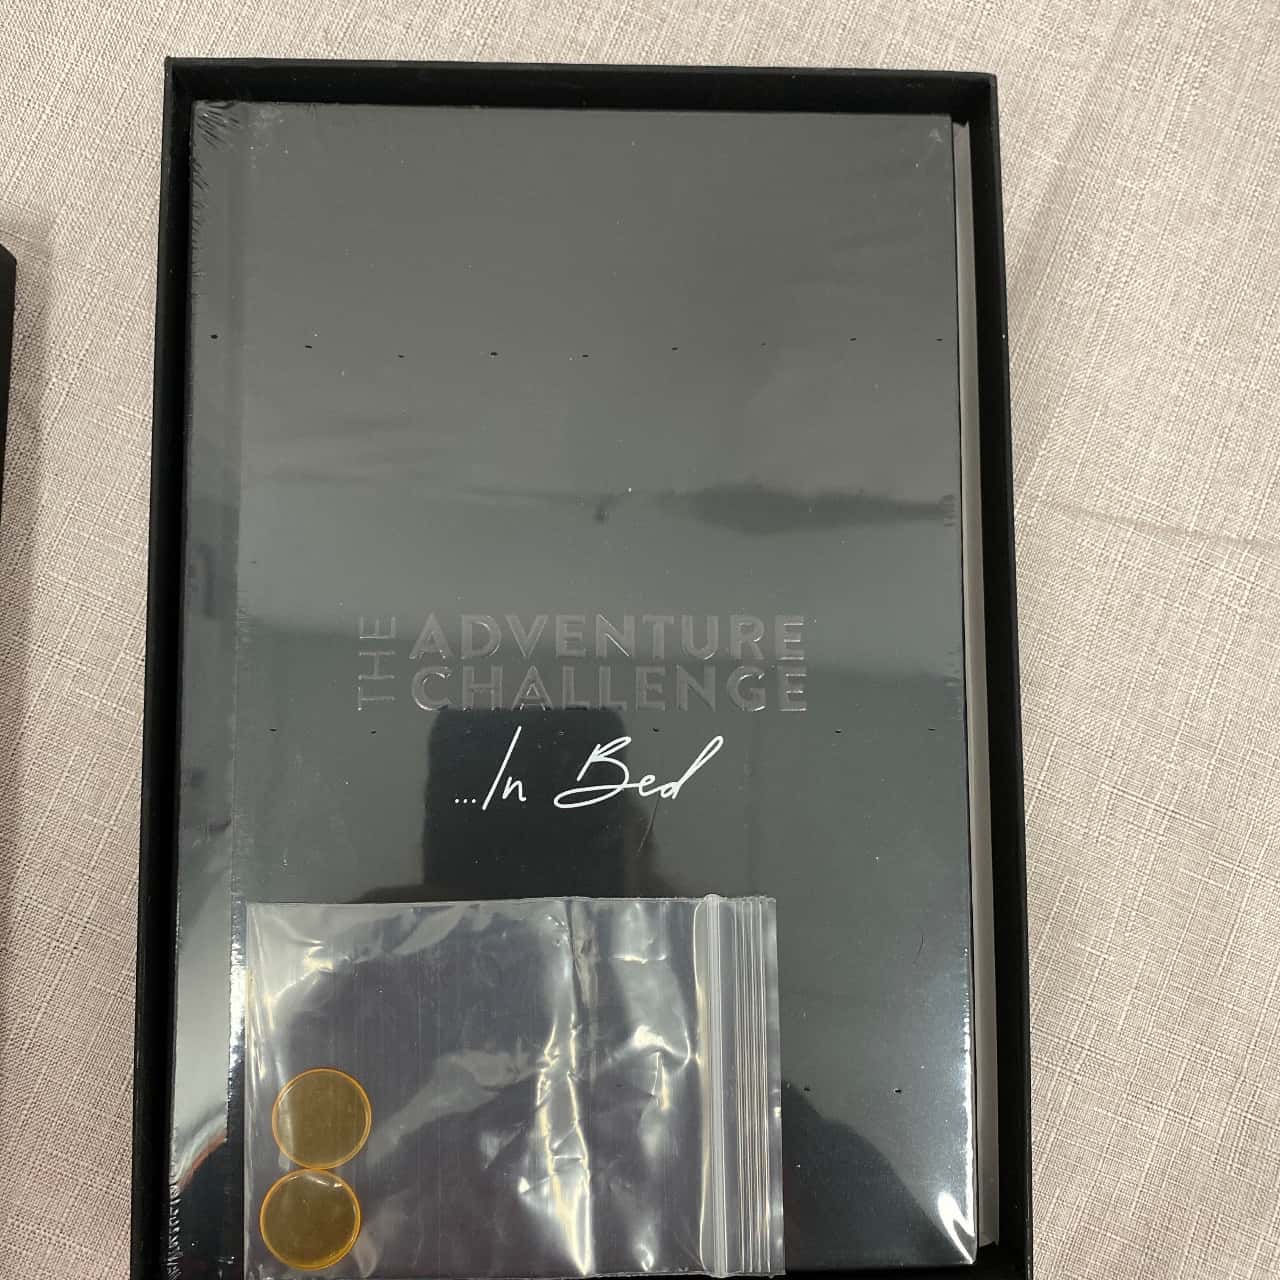 THE
ADVENTURE
CHALLENGE
...In Bed